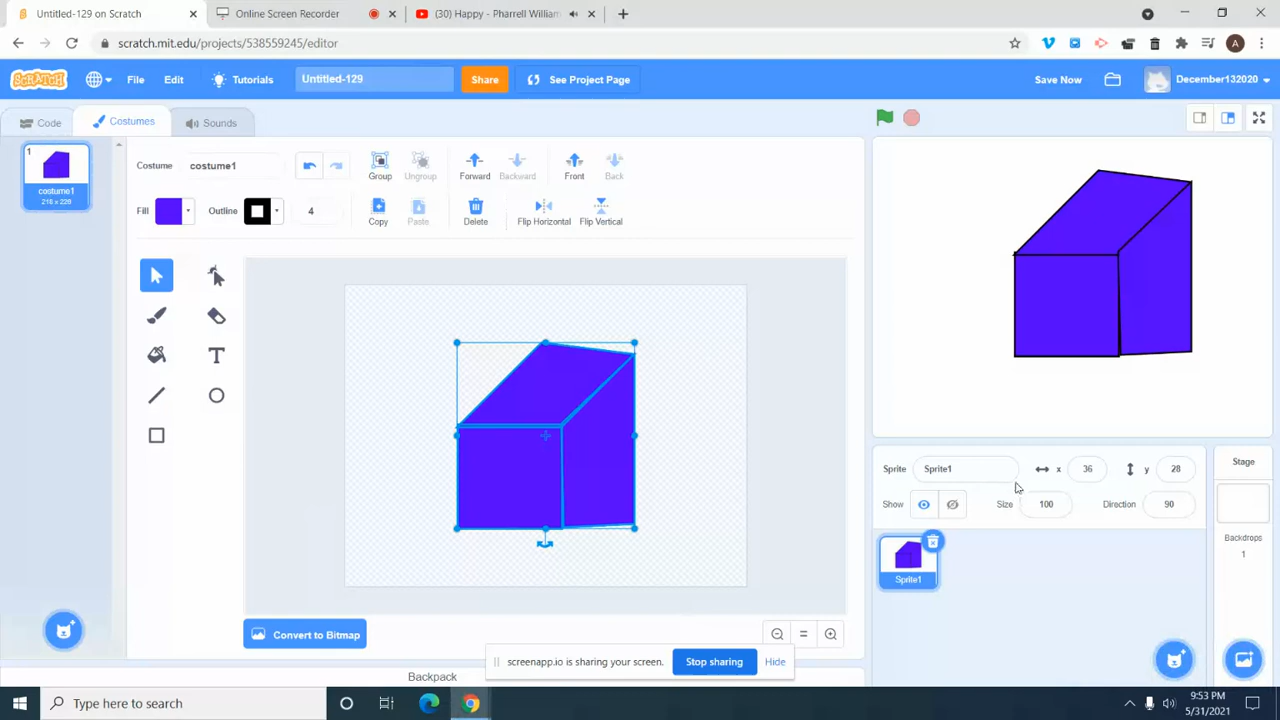 Untitled-129 on Scratch
Online Screen Recorder
(30) Happy - Pharrell William
scratch.mit.edu/projects/538559245/editor
A
SCRATCH
File
Edit
Tutorials
Untitled-129
Share
See Project Page
Save Now
December132020
Code
Costumes
Sounds
1
costume1
Costume
costume1
Group
Ungroup
Forward
Backward
Front
Back
Fill
Outline
4
Copy
Paste
Delete
Flip Horizontal
Flip Vertical
T
Convert to Bitmap
screenapp.io is sharing your screen.
Stop sharing
Hide
Backpack
Sprite
Sprite1
x
36
y
28
Show
Size
100
Direction
90
Sprite1
Stage
Backdrops
1
Type here to search
9:53 PM
5/31/2021